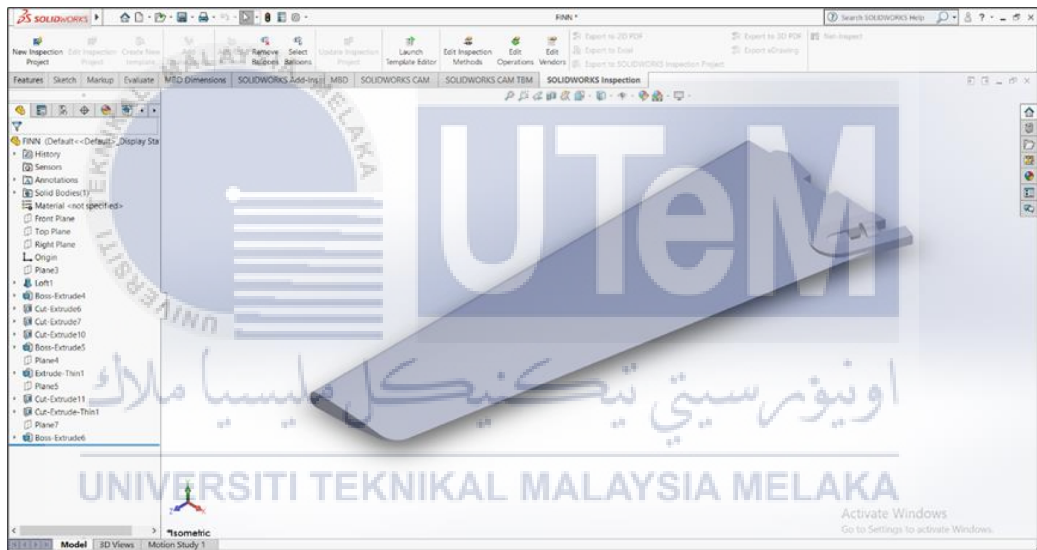 SOLIDWORKS
FINN *
Search SOLIDWORKS Help
New Inspection Project
Edit Inspection Project
Create New template
Add
Remove Balloons
Select Balloons
Update Inspection Project
Launch Template Editor
Edit Inspection Methods
Edit Operations
Edit Vendors
Export to 2D PDF
Export to Excel
Export to SOLIDWORKS Inspection Project
Export to 3D PDF
Export eDrawing
Net-Inspect
Features Sketch Markup Evaluate MBD Dimensions SOLIDWORKS Add-Ins MBD SOLIDWORKS CAM SOLIDWORKS CAM TBM SOLIDWORKS Inspection
FINN (Default<<Default>_Display Sta
History
Sensors
Annotations
Solid Bodies(1)
Material <not specified>
Front Plane
Top Plane
Right Plane
Origin
Plane3
Loft1
Boss-Extrude4
Cut-Extrude6
Cut-Extrude7
Cut-Extrude10
Boss-Extrude5
Plane4
Extrude-Thin1
Plane5
Cut-Extrude11
Cut-Extrude-Thin1
Plane7
Boss-Extrude6
UNIVERSITI TEKNIKAL MALAYSIA MELAKA
UTeM
اونيۏرسيتي تيكنيكل مليسيا ملاك
UNIVERSITI TEKNIKAL MALAYSIA MELAKA
*Isometric
Activate Windows
Go to Settings to activate Windows.
Model 3D Views Motion Study 1